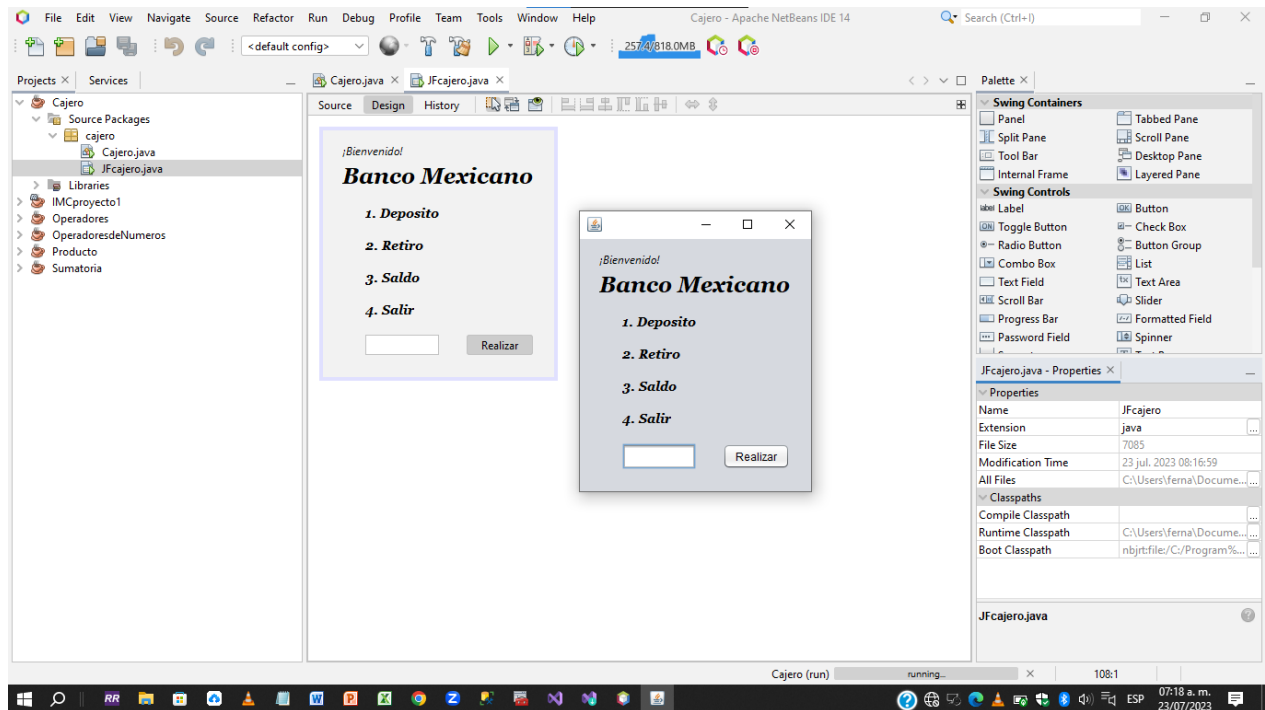 File Edit View Navigate Source Refactor Run Debug Profile Team Tools Window Help Cajero - Apache NetBeans IDE 14 Search (Ctrl+I)
<default config> 257.4/818.0MB
Projects Services Cajero.java JFcajero.java Palette
Cajero
Source Packages
cajero
Cajero.java
JFcajero.java
Libraries
IMCproyecto1
Operadores
OperadoresdeNumeros
Producto
Sumatoria
Source Design History
¡Bienvenido!
Banco Mexicano
1. Deposito
2. Retiro
3. Saldo
4. Salir
Realizar
¡Bienvenido!
Banco Mexicano
1. Deposito
2. Retiro
3. Saldo
4. Salir
Realizar
Swing Containers
Panel Tabbed Pane
Split Pane Scroll Pane
Tool Bar Desktop Pane
Internal Frame Layered Pane
Swing Controls
label Label OK Button
ON Toggle Button Check Box
Radio Button Button Group
Combo Box List
Text Field Text Area
Scroll Bar Slider
Progress Bar Formatted Field
Password Field Spinner
JFcajero.java - Properties
Properties
Name JFcajero
Extension java ...
File Size 7085
Modification Time 23 jul. 2023 08:16:59
All Files C:\Users\ferna\Docume... ...
Classpaths
Compile Classpath ...
Runtime Classpath C:\Users\ferna\Docume... ...
Boot Classpath nbjrt:file:/C:/Program%... ...
JFcajero.java
Cajero (run) running... 108:1
RR ESP 07:18 a. m.
23/07/2023